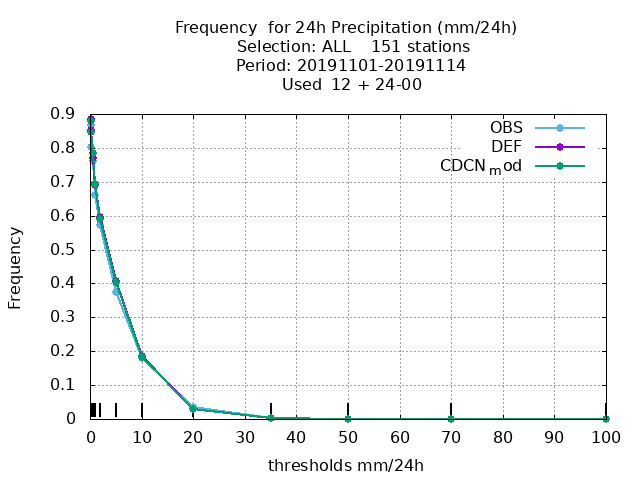 Frequency  for 24h Precipitation (mm/24h)
Selection: ALL    151 stations
Period: 20191101-20191114
Used  12 + 24-00
OBS
DEF
CDCNmod
0.9
0.8
0.7
0.6
0.5
0.4
0.3
0.2
0.1
0
Frequency
0 10 20 30 40 50 60 70 80 90 100
thresholds mm/24h